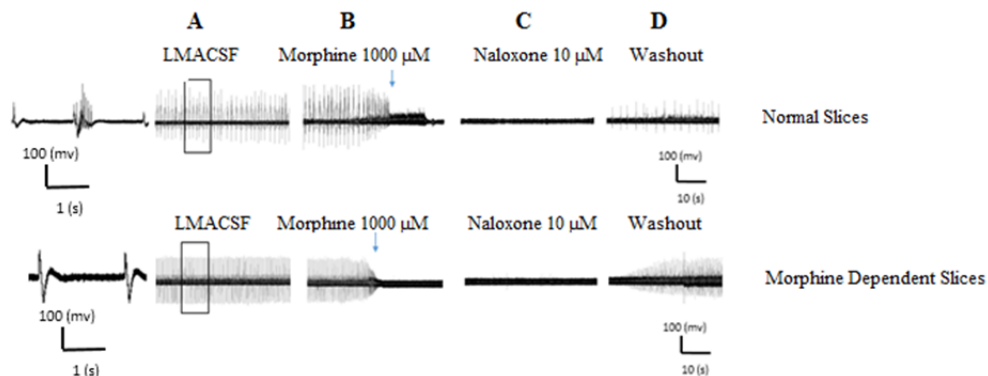 A B C D
LMACSF Morphine 1000 µM Naloxone 10 µM Washout
Normal Slices
100 (mv)
1 (s)
100 (mv)
10 (s)
LMACSF Morphine 1000 µM Naloxone 10 µM Washout
Morphine Dependent Slices
100 (mv)
1 (s)
100 (mv)
10 (s)